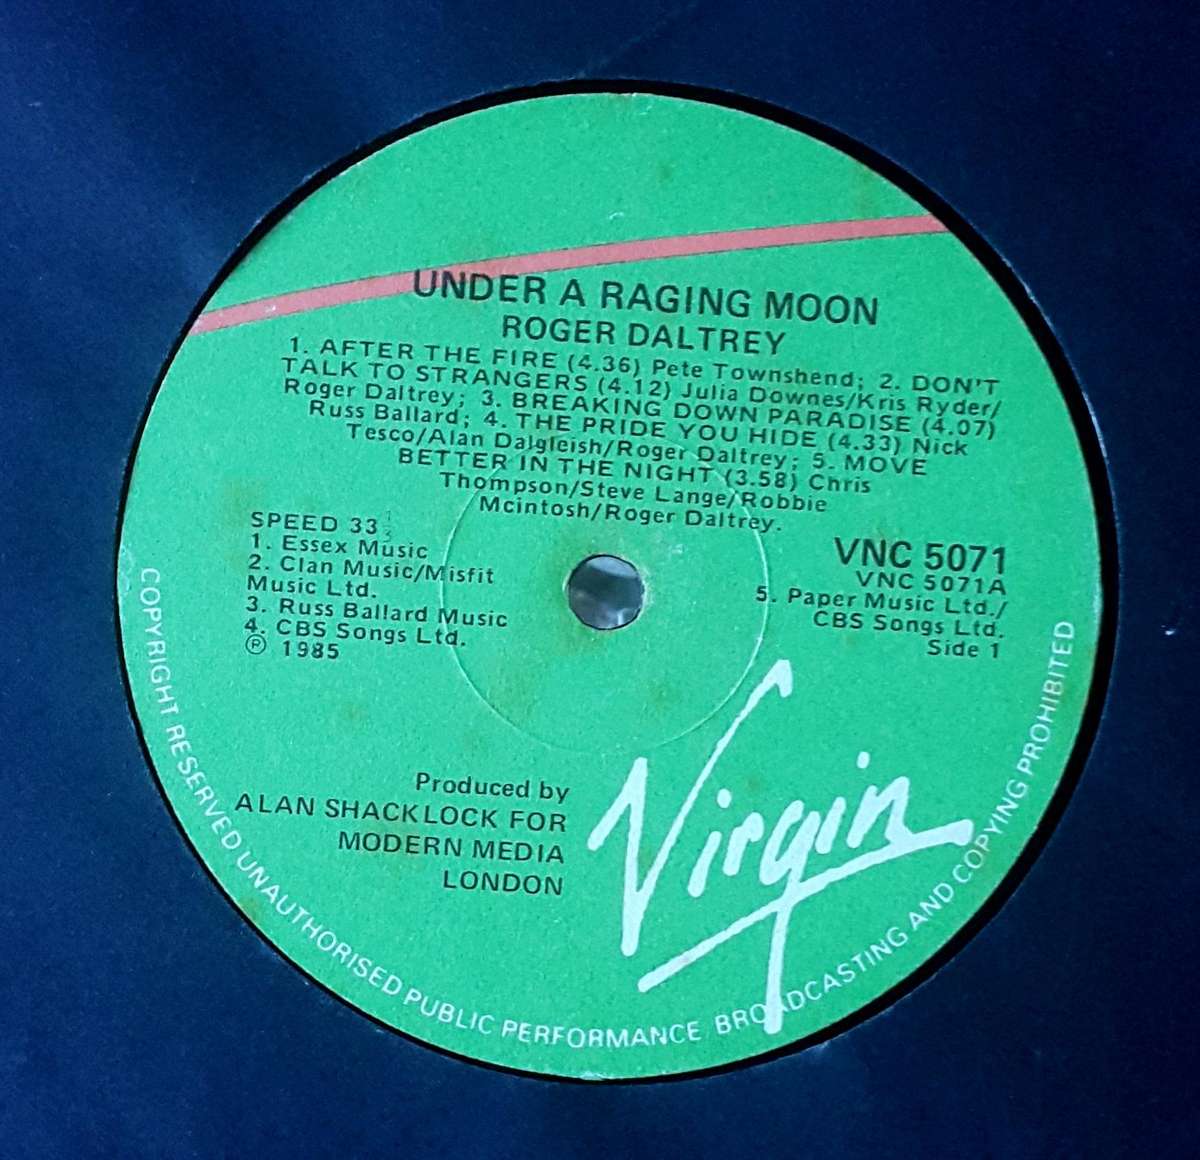 UNDER A RAGING MOON
ROGER DALTREY
1. AFTER THE FIRE (4.36) Pete Townshend; 2. DON'T
TALK TO STRANGERS (4.12) Julia Downes/Kris Ryder/
Roger Daltrey; 3. BREAKING DOWN PARADISE (4.07)
Russ Ballard; 4. THE PRIDE YOU HIDE (4.33) Nick
Tesco/Alan Dalgleish/Roger Daltrey; 5. MOVE
BETTER IN THE NIGHT (3.58) Chris
Thompson/Steve Lange/Robbie
Mcintosh/Roger Daltrey.
SPEED 33 1/3
1. Essex Music
2. Clan Music/Misfit
Music Ltd.
3. Russ Ballard Music
4. CBS Songs Ltd.
℗ 1985
VNC 5071
VNC 5071A
5. Paper Music Ltd./
CBS Songs Ltd.
Side 1
Produced by
ALAN SHACKLOCK FOR
MODERN MEDIA
LONDON
Virgin
COPYRIGHT RESERVED UNAUTHORISED PUBLIC PERFORMANCE BROADCASTING AND COPYING PROHIBITED